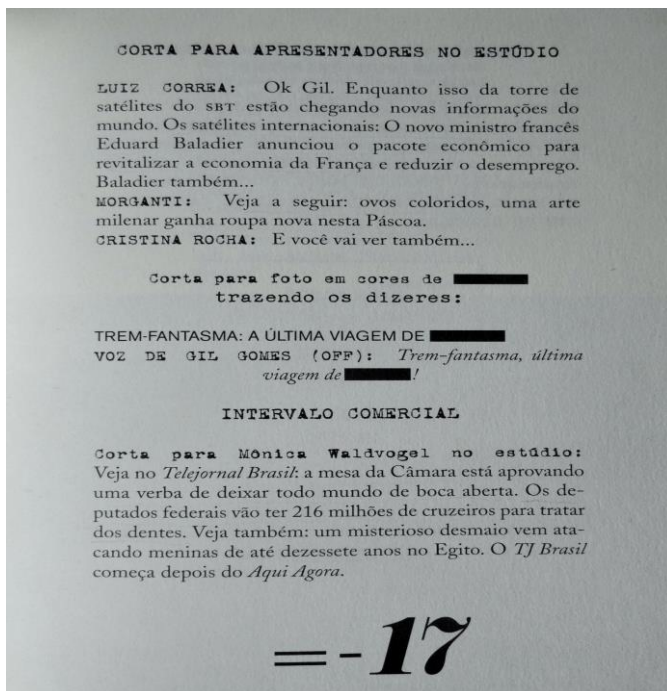 CORTA PARA APRESENTADORES NO ESTÚDIO
LUIZ CORREA: Ok Gil. Enquanto isso da torre de
satélites do SBT estão chegando novas informações do
mundo. Os satélites internacionais: O novo ministro francês
Eduard Baladier anunciou o pacote econômico para
revitalizar a economia da França e reduzir o desemprego.
Baladier também...
MORGANTI: Veja a seguir: ovos coloridos, uma arte
milenar ganha roupa nova nesta Páscoa.
CRISTINA ROCHA: E você vai ver também...
Corta para foto em cores de
trazendo os dizeres:
TREM-FANTASMA: A ÚLTIMA VIAGEM DE
VOZ DE GIL GOMES (OFF): Trem-fantasma, última
viagem de !
INTERVALO COMERCIAL
Corta para Mônica Waldvogel no estúdio:
Veja no Telejornal Brasil: a mesa da Câmara está aprovando
uma verba de deixar todo mundo de boca aberta. Os de-
putados federais vão ter 216 milhões de cruzeiros para tratar
dos dentes. Veja também: um misterioso desmaio vem ata-
cando meninas de até dezessete anos no Egito. O TJ Brasil
começa depois do Aqui Agora.
=-17